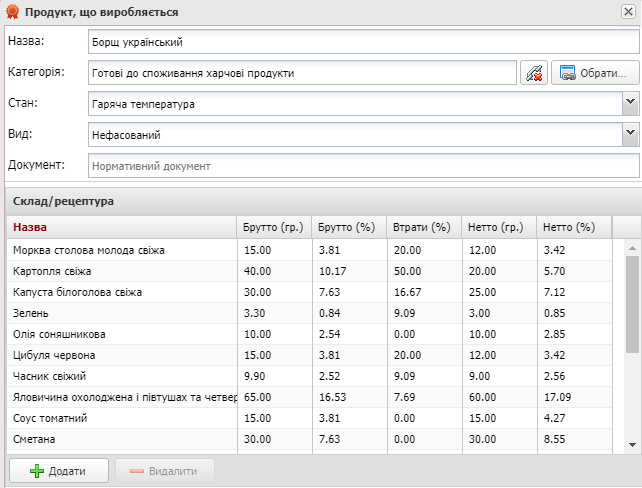 Продукт, що виробляється
Назва: Борщ український
Категорія: Готові до споживання харчові продукти Обрати...
Стан: Гаряча температура
Вид: Нефасований
Документ: Нормативний документ
Склад/рецептура
Назва Брутто (гр.) Брутто (%) Втрати (%) Нетто (гр.) Нетто (%)
Морква столова молода свіжа 15.00 3.81 20.00 12.00 3.42
Картопля свіжа 40.00 10.17 50.00 20.00 5.70
Капуста білоголова свіжа 30.00 7.63 16.67 25.00 7.12
Зелень 3.30 0.84 9.09 3.00 0.85
Олія соняшникова 10.00 2.54 0.00 10.00 2.85
Цибуля червона 15.00 3.81 20.00 12.00 3.42
Часник свіжий 9.90 2.52 9.09 9.00 2.56
Яловичина охолоджена і півтушах та четвер 65.00 16.53 7.69 60.00 17.09
Соус томатний 15.00 3.81 0.00 15.00 4.27
Сметана 30.00 7.63 0.00 30.00 8.55
Додати Видалити